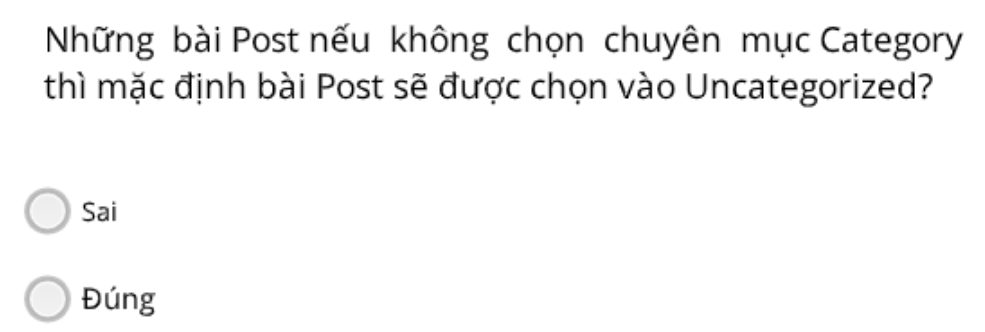 Những bài Post nếu không chọn chuyên mục Category
thì mặc định bài Post sẽ được chọn vào Uncategorized?
Sai
Đúng